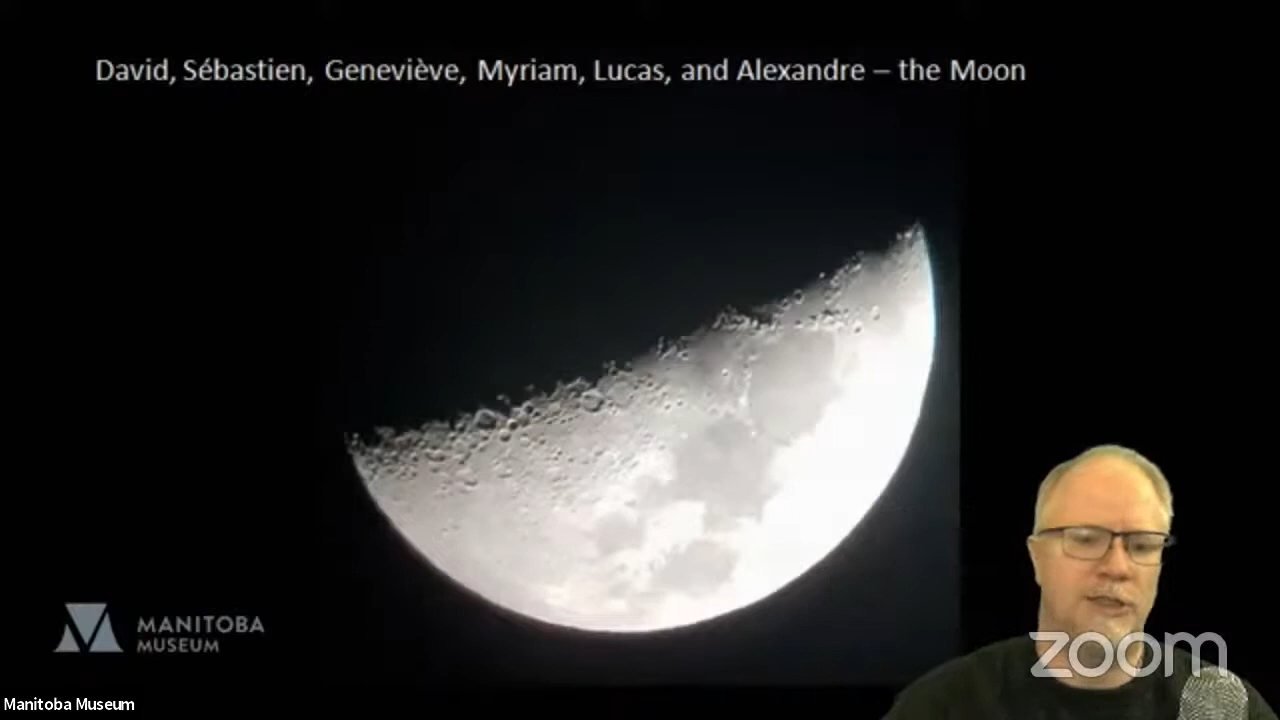 David, Sébastien, Geneviève, Myriam, Lucas, and Alexandre – the Moon
MANITOBA
MUSEUM
zoom
Manitoba Museum